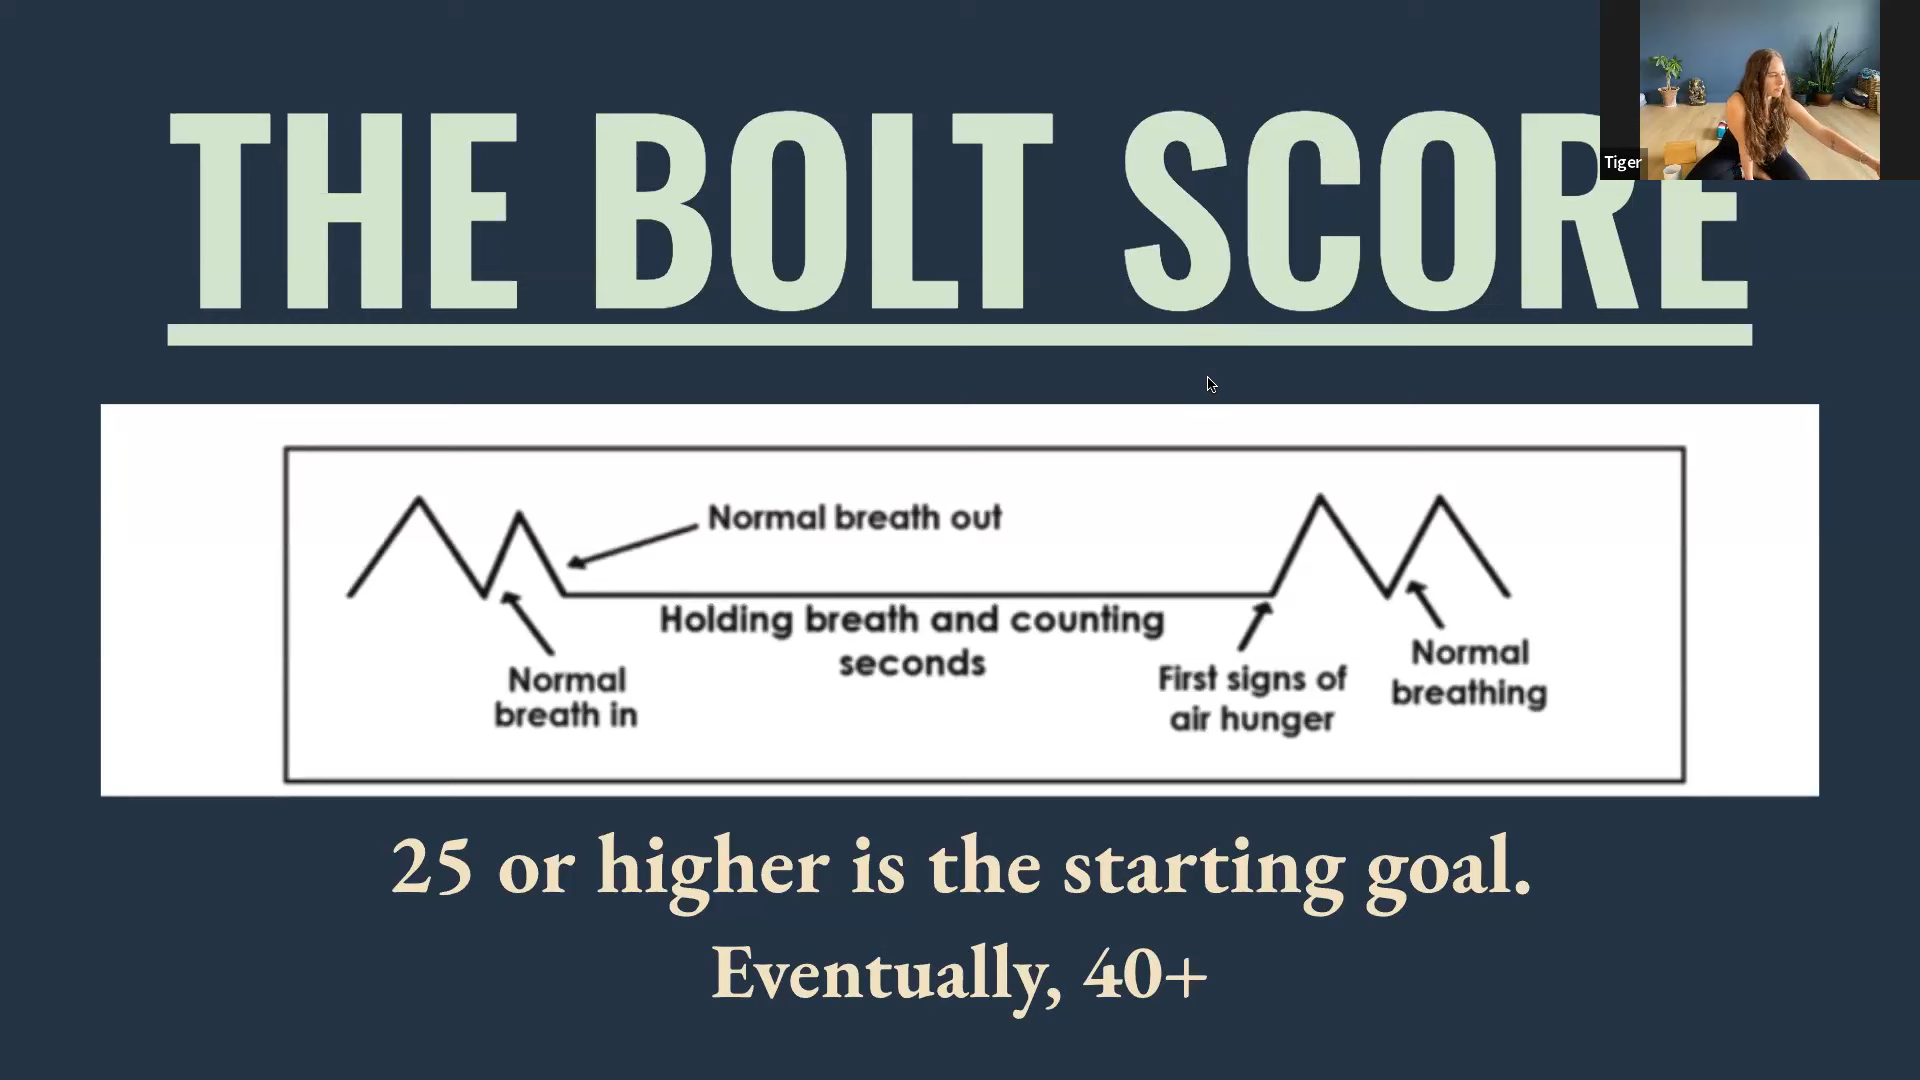 THE BOLT SCORE
Tiger
Normal breath out
Holding breath and counting
seconds
Normal
breath in
First signs of
air hunger
Normal
breathing
25 or higher is the starting goal.
Eventually, 40+